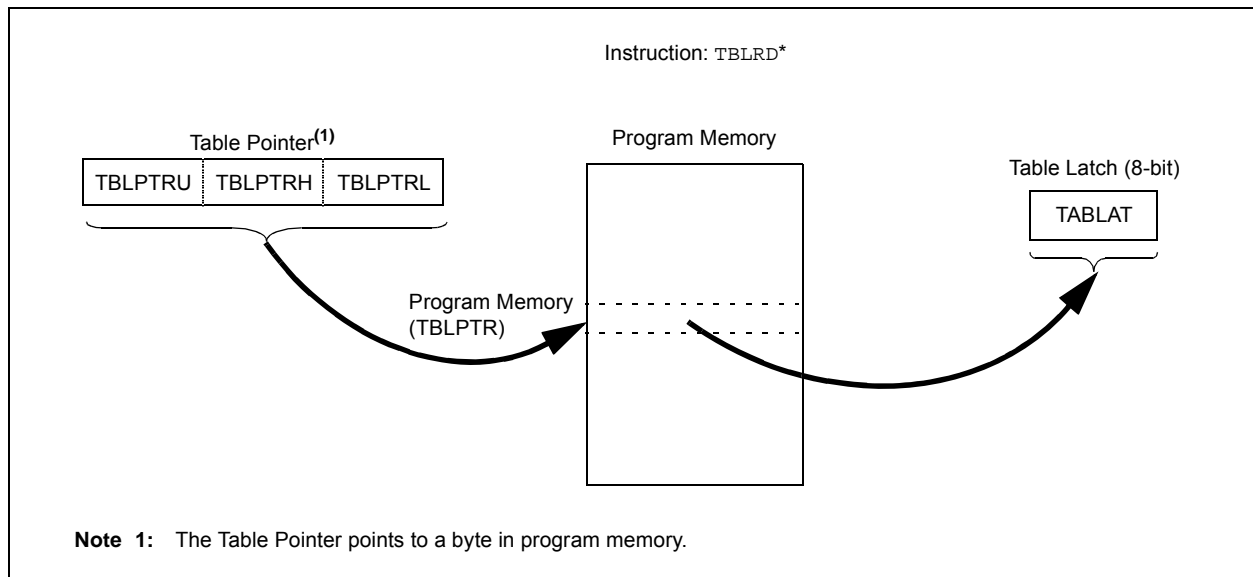 Instruction: TBLRD*
Table Pointer(1)
TBLPTRU TBLPTRH TBLPTRL
Program Memory
Table Latch (8-bit)
TABLAT
Program Memory
(TBLPTR)
Note 1: The Table Pointer points to a byte in program memory.